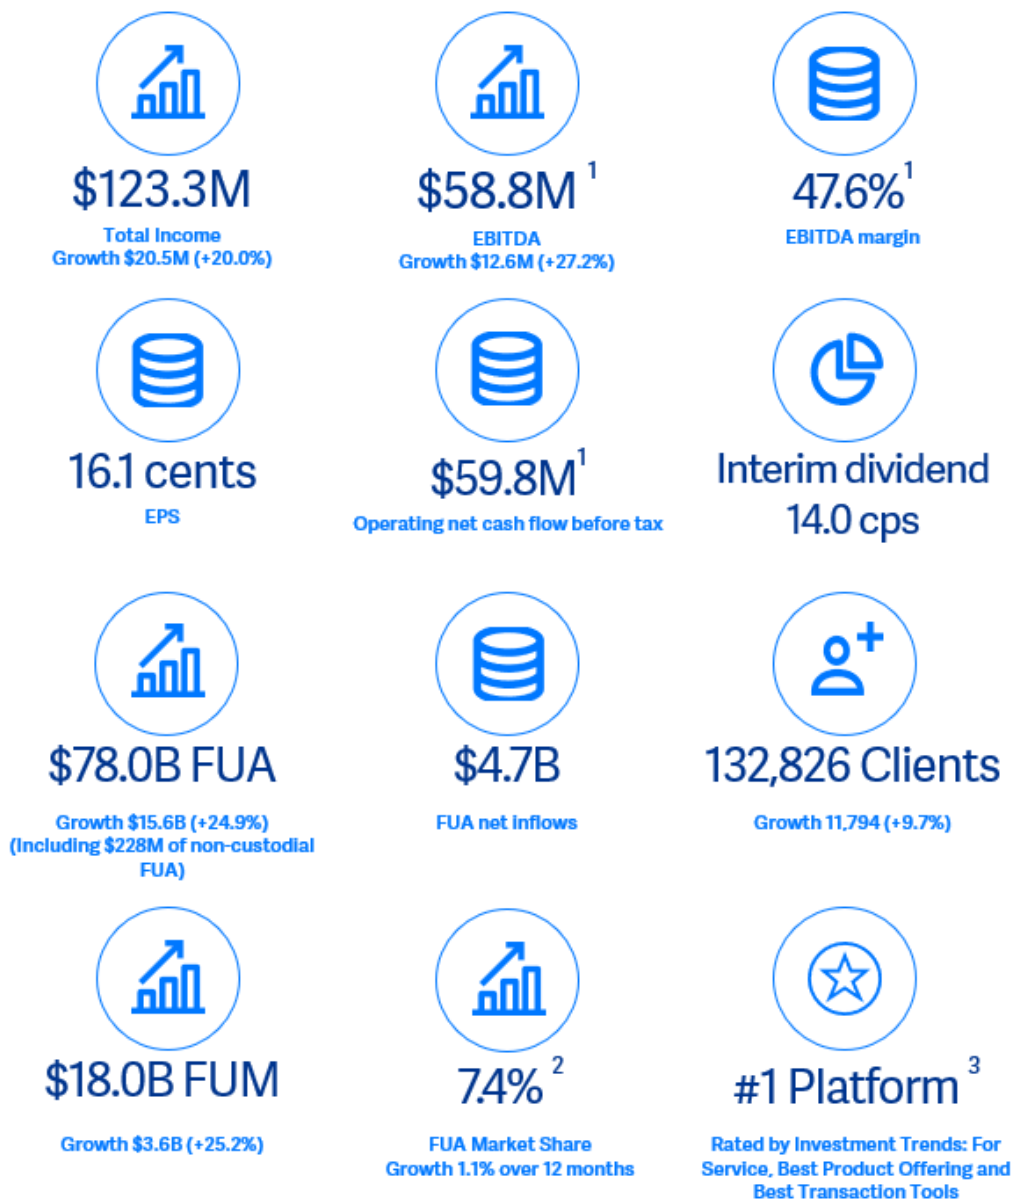 $123.3M
Total Income
Growth $20.5M (+20.0%)
$58.8M 1
EBITDA
Growth $12.6M (+27.2%)
47.6%1
EBITDA margin
16.1 cents
EPS
$59.8M1
Operating net cash flow before tax
Interim dividend
14.0 cps
$78.0B FUA
Growth $15.6B (+24.9%)
(Including $228M of non-custodial
FUA)
$4.7B
FUA net inflows
132,826 Clients
Growth 11,794 (+9.7%)
$18.0B FUM
Growth $3.6B (+25.2%)
7.4% 2
FUA Market Share
Growth 1.1% over 12 months
#1 Platform 3
Rated by Investment Trends: For
Service, Best Product Offering and
Best Transaction Tools